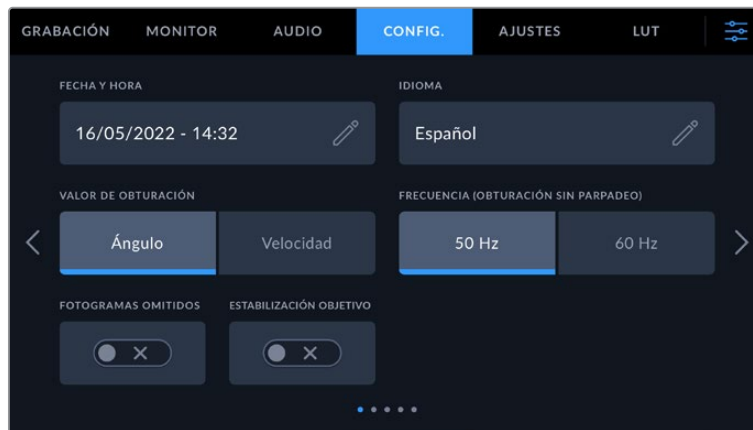 GRABACIÓN MONITOR AUDIO CONFIG. AJUSTES LUT
FECHA Y HORA IDIOMA
16/05/2022 - 14:32 Español
VALOR DE OBTURACIÓN FRECUENCIA (OBTURACIÓN SIN PARPADEO)
Ángulo Velocidad 50 Hz 60 Hz
FOTOGRAMAS OMITIDOS ESTABILIZACIÓN OBJETIVO